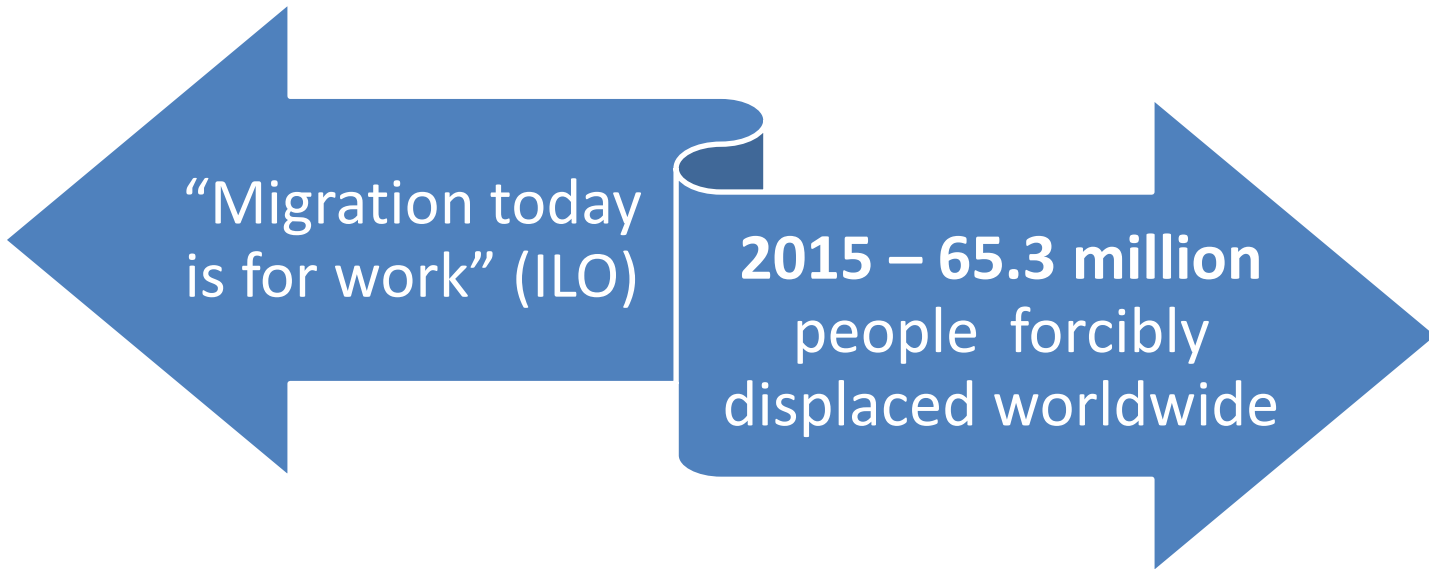 “Migration today
is for work” (ILO)
2015 – 65.3 million
people  forcibly
displaced worldwide